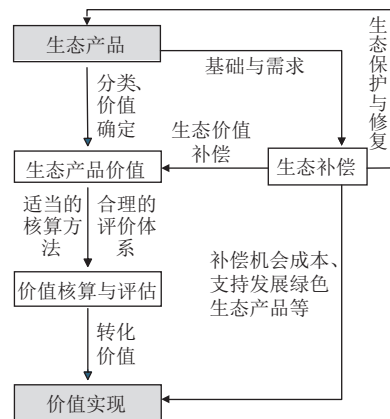 生态产品
生态保护与修复
基础与需求
分类、
价值
确定
生态价值
补偿
生态产品价值
生态补偿
适当的
核算方
法
合理的
评价体
系
补偿机会成本、
支持发展绿色
生态产品等
价值核算与评估
转化
价值
价值实现